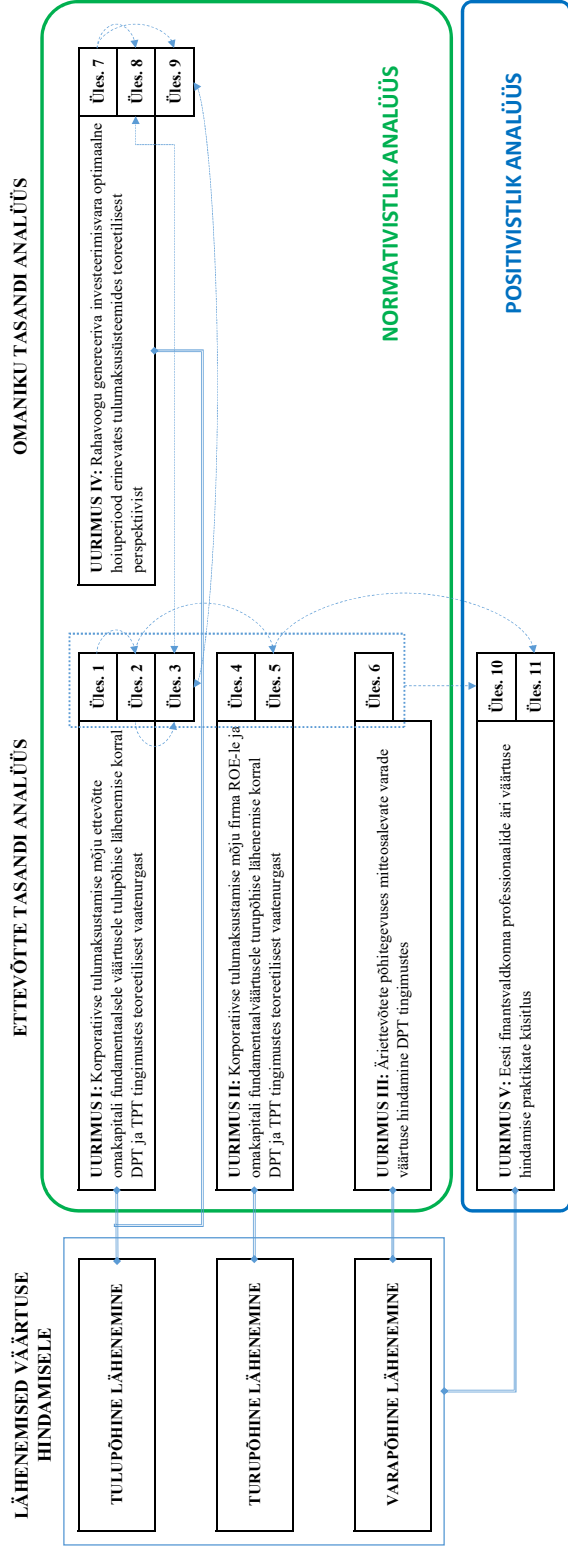 LÄHENEMISED VÄÄRTUSE
HINDAMISELE
ETTEVÕTTE TASANDI ANALÜÜS
OMANIKU TASANDI ANALÜÜS
TULUPÕHINE LÄHENEMINE
UURIMUS I: Korporatiivse tulumaksustamise mõju ettevõtte
omakapitali fundamentaalsele väärtusele tulupõhise lähenemise korral
DPT ja TPT tingimustes teoreetilisest vaatenurgast
Üles. 1
Üles. 2
Üles. 3
UURIMUS IV: Rahavoogu genereeriva investeerimisvara optimaalne
hoiuperiood erinevates tulumaksusüsteemides teoreetilisest
perspektiivist
Üles. 7
Üles. 8
Üles. 9
TURUPÕHINE LÄHENEMINE
UURIMUS II: Korporatiivse tulumaksustamise mõju firma ROE-le ja
omakapitali fundamentaalväärtusele turupõhise lähenemise korral
DPT ja TPT tingimustes teoreetilisest vaatenurgast
Üles. 4
Üles. 5
VARAPÕHINE LÄHENEMINE
UURIMUS III: Äriettevõtete põhitegevuses mitteosalevate varade
väärtuse hindamine DPT tingimustes
Üles. 6
NORMATIVISTLIK ANALÜÜS
UURIMUS V: Eesti finantsvaldkonna professionaalide äri väärtuse
hindamise praktikate küsitlus
Üles. 10
Üles. 11
POSITIVISTLIK ANALÜÜS